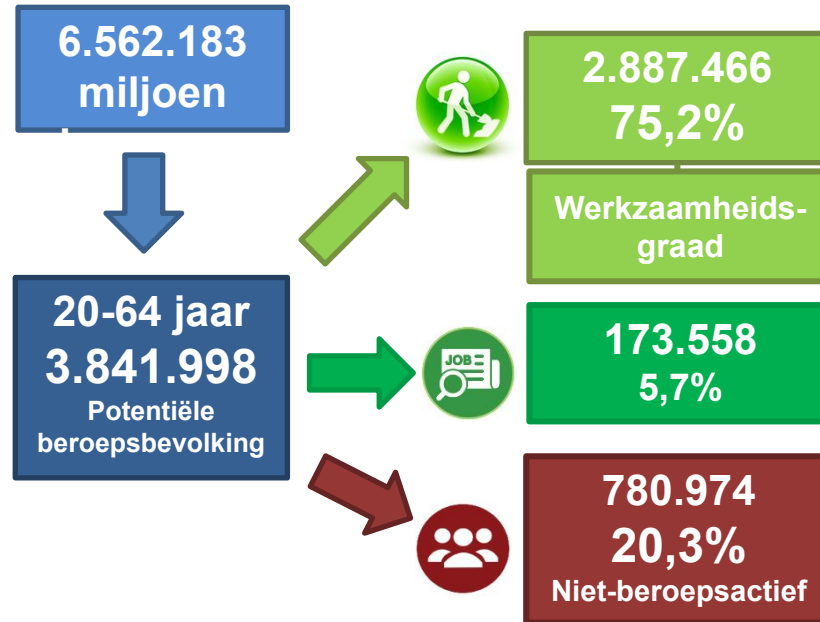 6.562.183
miljoen
20-64 jaar
3.841.998
Potentiële
beroepsbevolking
2.887.466
75,2%
Werkzaamheids-
graad
JOB
173.558
5,7%
780.974
20,3%
Niet-beroepsactief